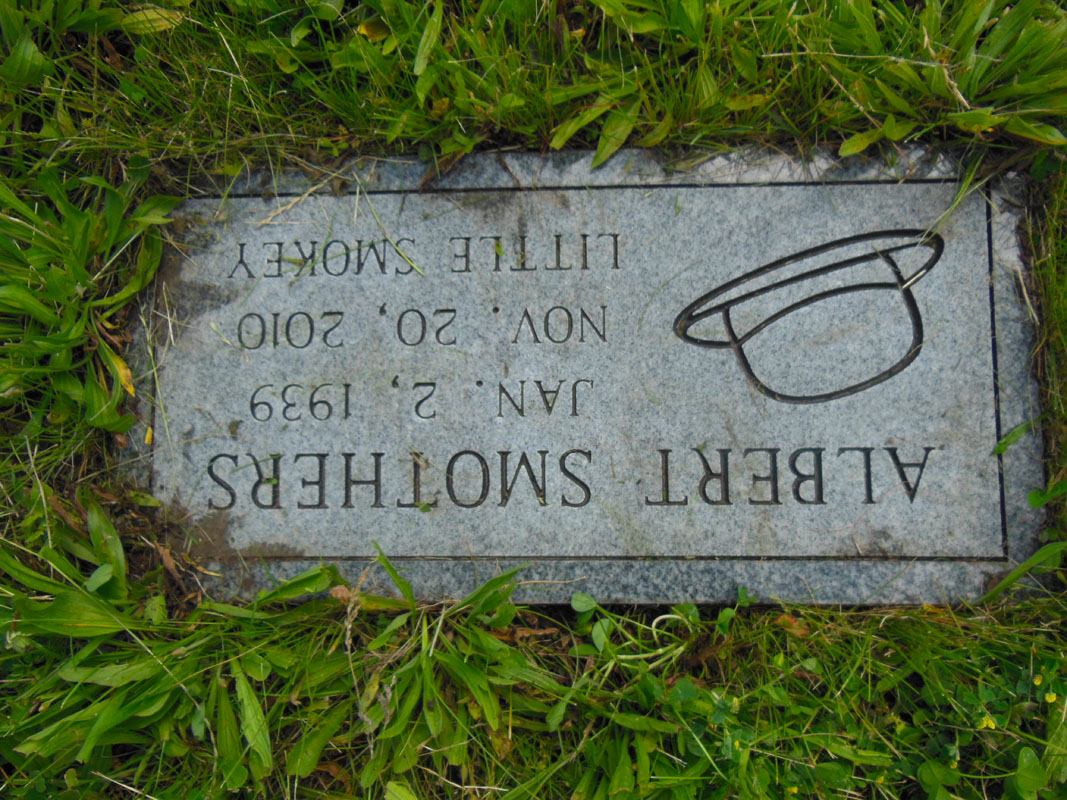 ALBERT SMOTHERS
JAN. 2, 1939
NOV. 20, 2010
LITTLE SMOKEY